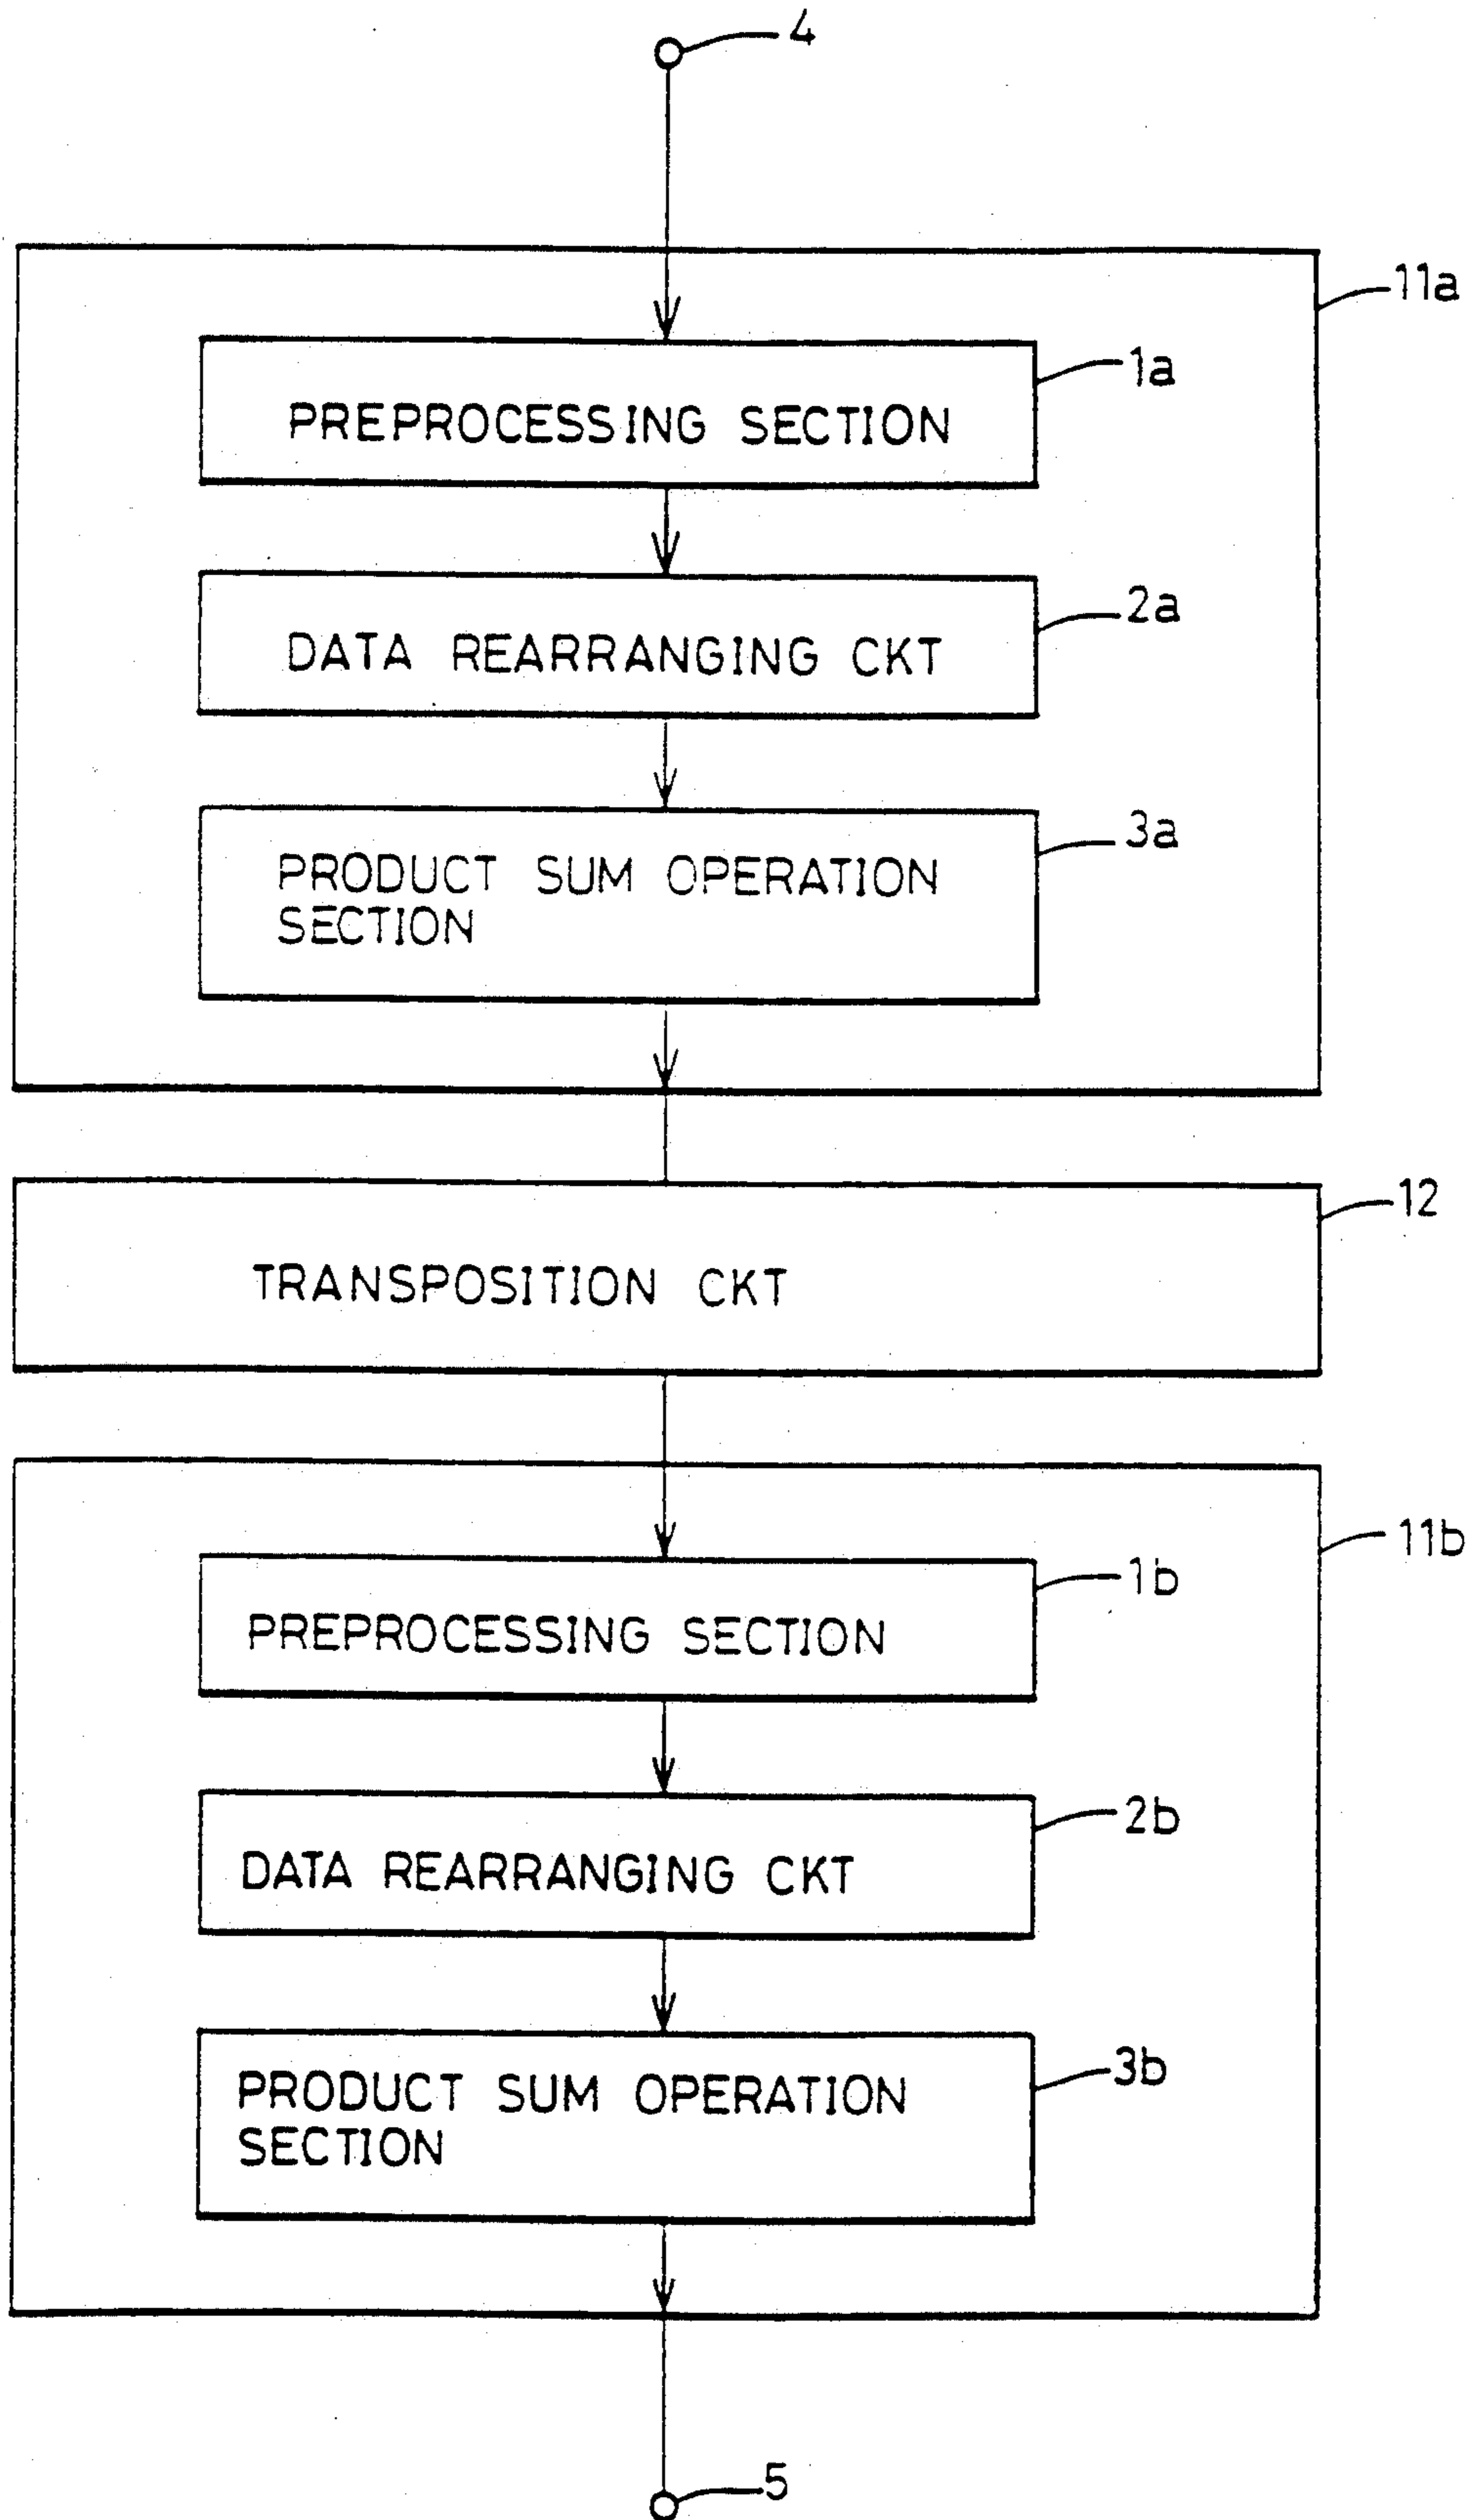 4
11a
1a
PREPROCESSING SECTION
2a
DATA REARRANGING CKT
3a
PRODUCT SUM OPERATION
SECTION
12
TRANSPOSITION CKT
11b
1b
PREPROCESSING SECTION
2b
DATA REARRANGING CKT
3b
PRODUCT SUM OPERATION
SECTION
5